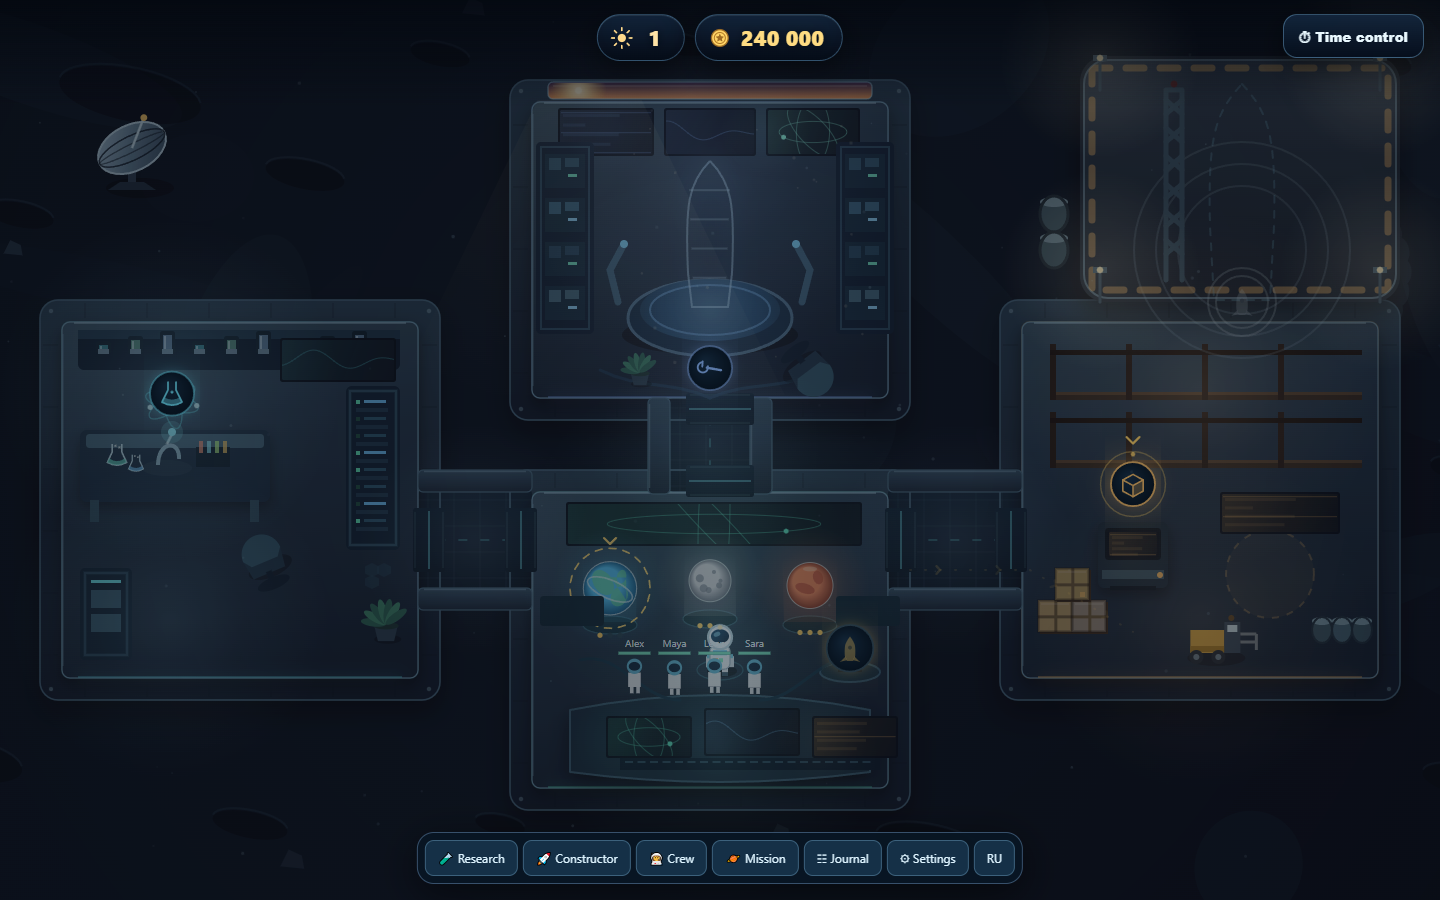 1
240 000
Time control
Alex
Maya
Sara
Research
Constructor
Crew
Mission
Journal
Settings
RU